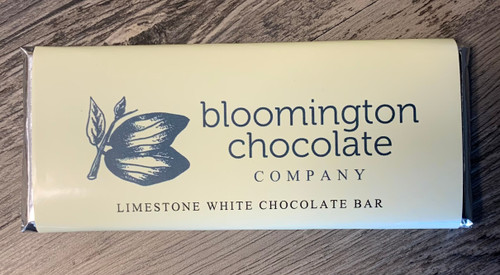 bloomington
chocolate
COMPANY
LIMESTONE WHITE CHOCOLATE BAR